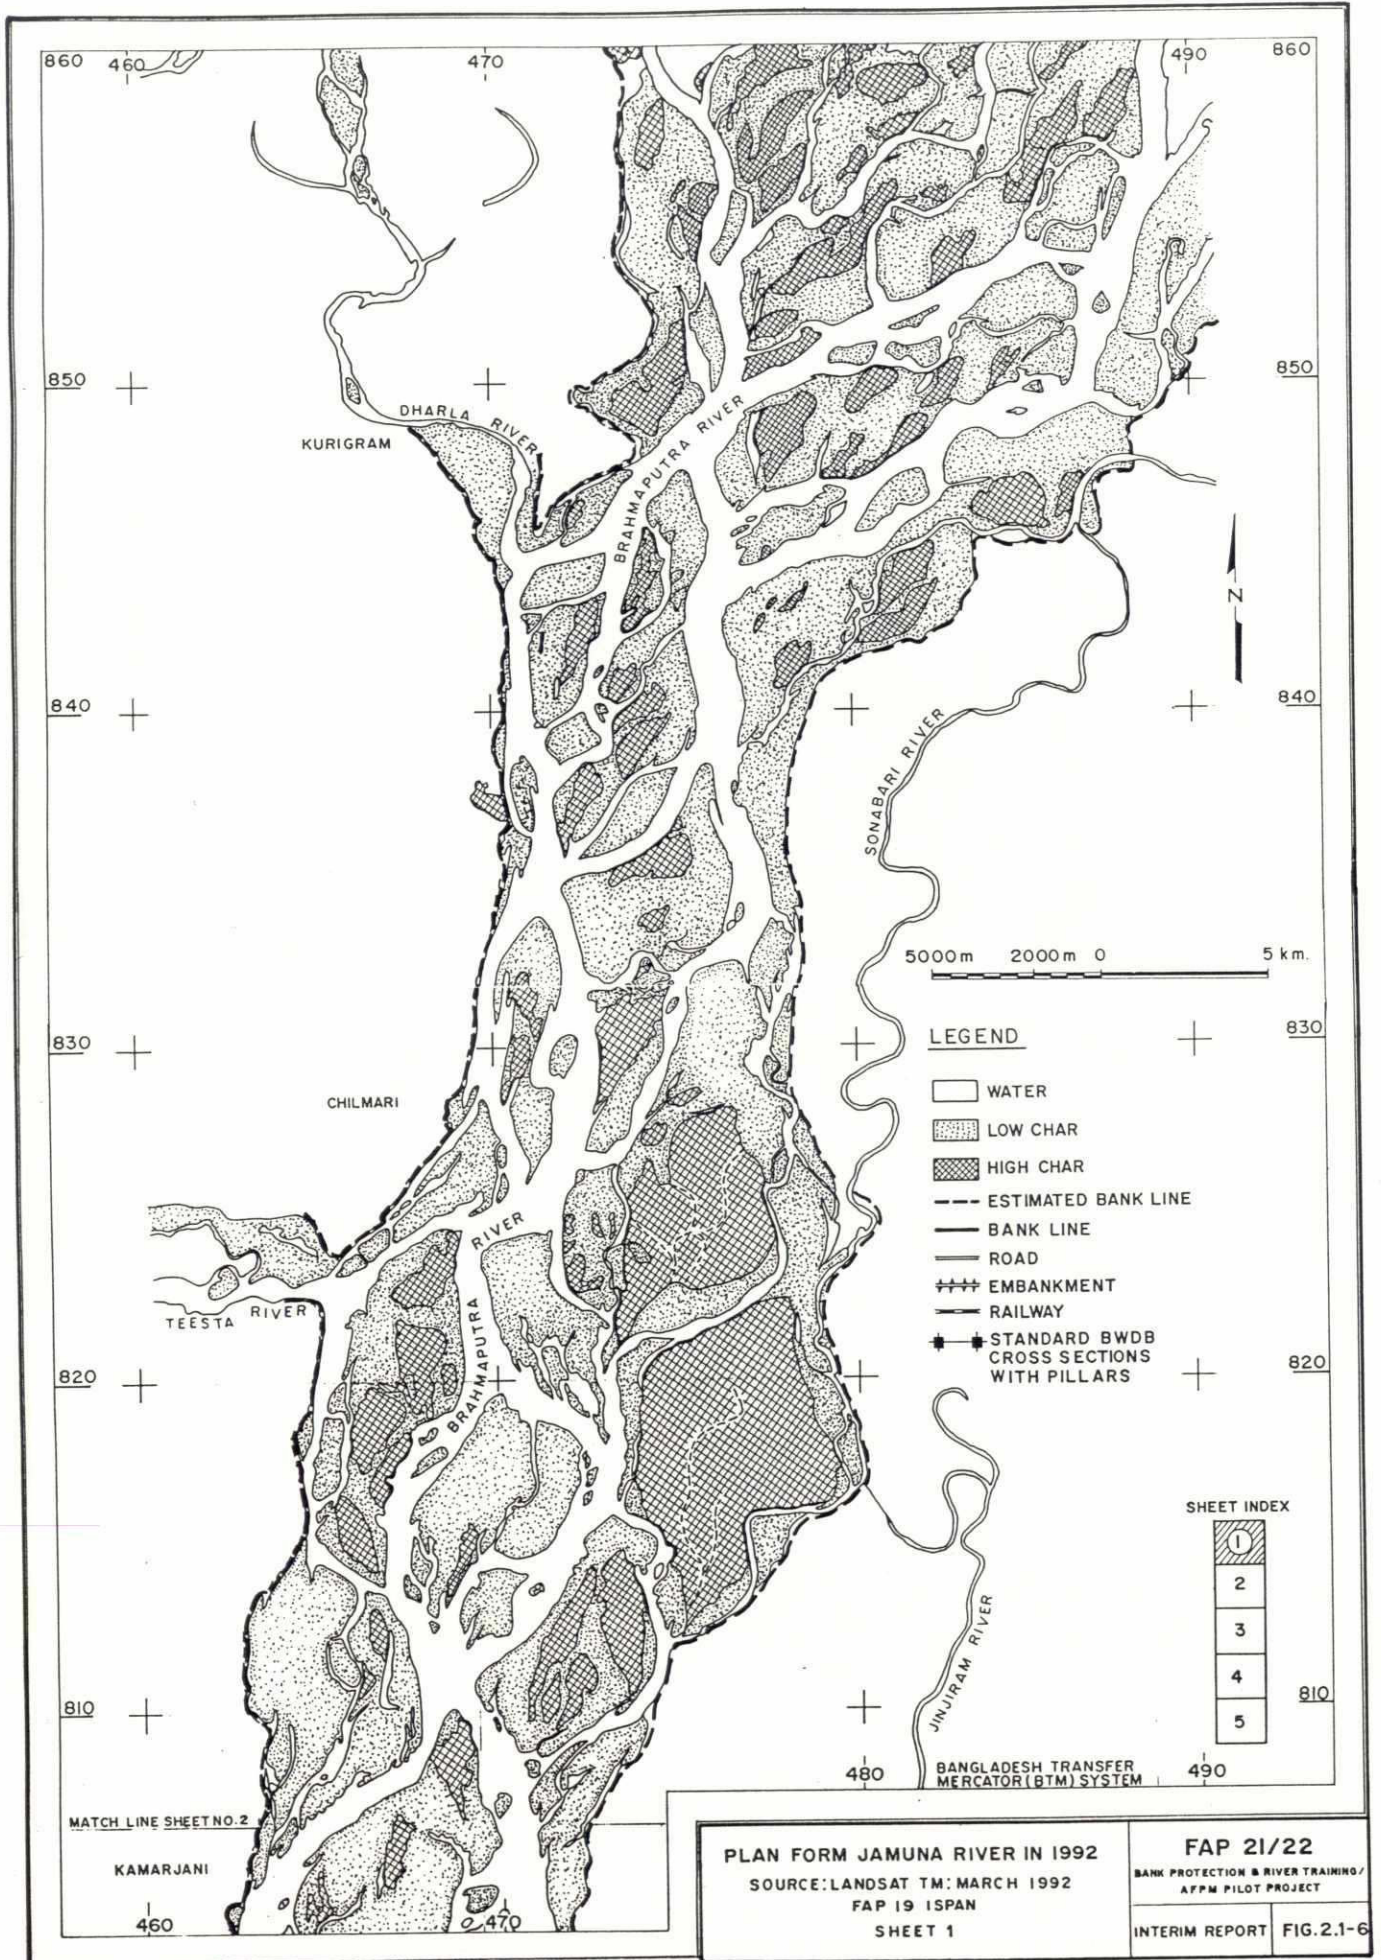 860
460
470
490
860
850
850
DHARLA RIVER
KURIGRAM
BRAHMAPUTRA RIVER
N
840
840
SONABARI RIVER
5000m 2000m 0 5 km.
830
830
LEGEND
CHILMARI
WATER
LOW CHAR
HIGH CHAR
ESTIMATED BANK LINE
BANK LINE
ROAD
EMBANKMENT
RAILWAY
STANDARD BWDB
CROSS SECTIONS
WITH PILLARS
TEESTA RIVER
BRAHMAPUTRA RIVER
820
820
SHEET INDEX
1
2
3
4
5
JINJIRAM RIVER
810
810
480
490
BANGLADESH TRANSFER
MERCATOR (BTM) SYSTEM
MATCH LINE SHEET NO. 2
KAMARJANI
460
470
PLAN FORM JAMUNA RIVER IN 1992
SOURCE: LANDSAT TM: MARCH 1992
FAP 19 ISPAN
SHEET 1
FAP 21/22
BANK PROTECTION & RIVER TRAINING/
AFPM PILOT PROJECT
INTERIM REPORT
FIG. 2.1-6